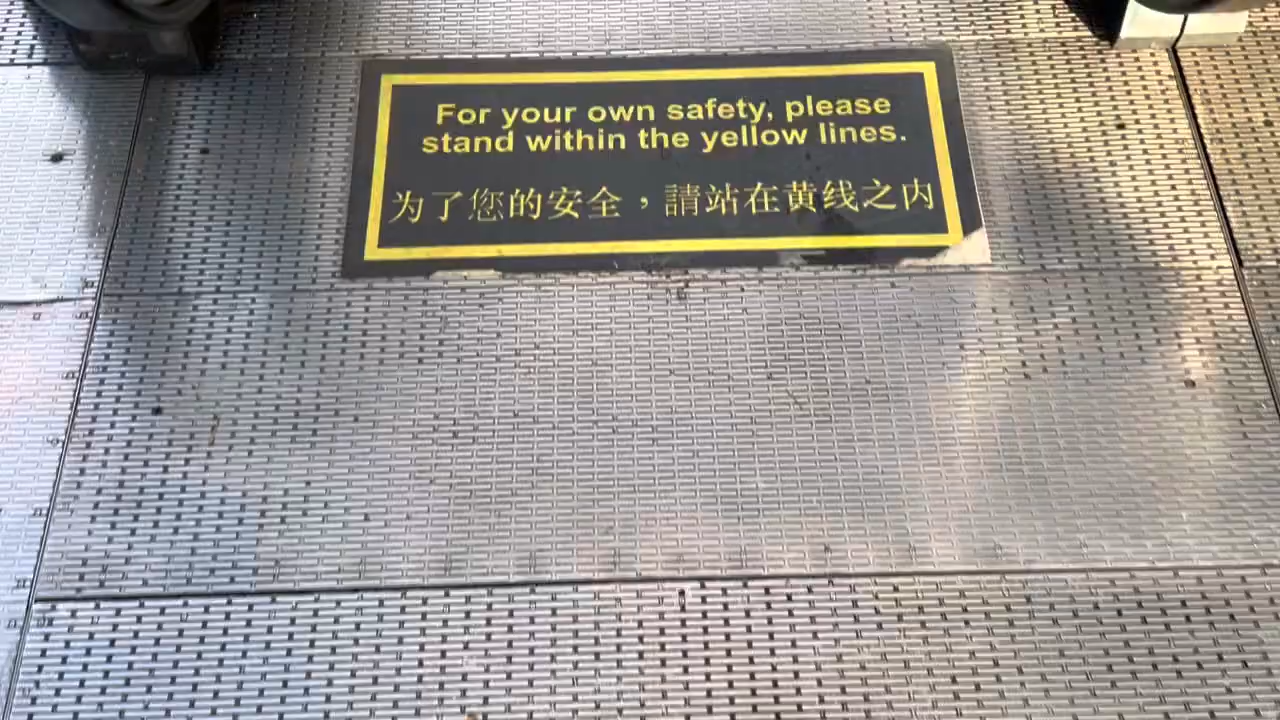 For your own safety, please
stand within the yellow lines.
为了您的安全，請站在黄线之内